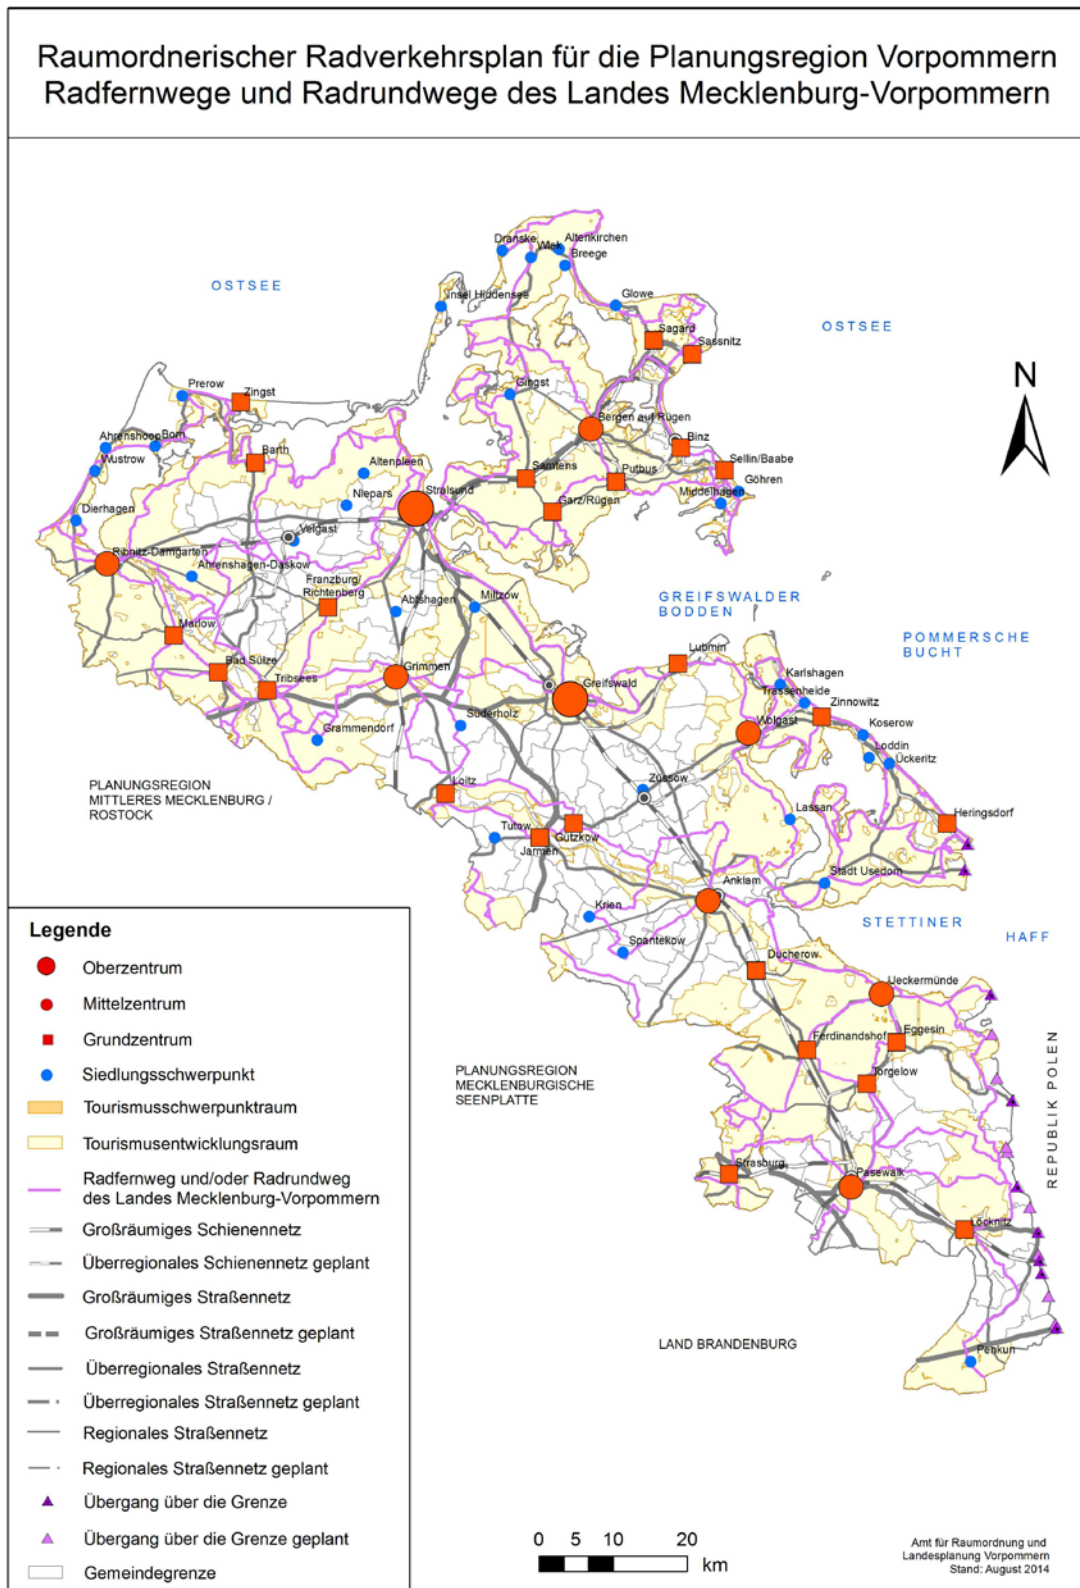 Raumordnerischer Radverkehrsplan für die Planungsregion Vorpommern
Radfernwege und Radrundwege des Landes Mecklenburg-Vorpommern
OSTSEE
OSTSEE
N
Dranske
Wiek
Altenkirchen
Breege
Insel Hiddensee
Glowe
Sagard
Sassnitz
Prerow
Zingst
Gingst
Bergen auf Rügen
Ahrenshoop
Born
Barth
Binz
Wustrow
Altenpleen
Samtens
Putbus
Sellin/Baabe
Göhren
Niepars
Stralsund
Garz/Rügen
Middelhagen
Dierhagen
Velgast
Ribnitz-Damgarten
Ahrenshagen-Daskow
Franzburg/
Richtenberg
Abtshagen
Miltzow
GREIFSWALDER
BODDEN
Marlow
POMMERSCHE
BUCHT
Bad Sülze
Tribsees
Grimmen
Greifswald
Lubmin
Karlshagen
Trassenheide
Zinnowitz
Süderholz
Wolgast
Koserow
Grammendorf
Loddin
Ückeritz
PLANUNGSREGION
MITTLERES MECKLENBURG /
ROSTOCK
Loitz
Züssow
Lassan
Heringsdorf
Tutow
Jarmen
Gützkow
Stadt Usedom
Anklam
Krien
STETTINER
HAFF
Spantekow
Ducherow
Ueckermünde
Ferdinandshof
Eggesin
PLANUNGSREGION
MECKLENBURGISCHE
SEENPLATTE
Torgelow
REPUBLIK POLEN
Strasburg
Pasewalk
Löcknitz
LAND BRANDENBURG
Penkun
Legende
Oberzentrum
Mittelzentrum
Grundzentrum
Siedlungsschwerpunkt
Tourismusschwerpunktraum
Tourismusentwicklungsraum
Radfernweg und/oder Radrundweg
des Landes Mecklenburg-Vorpommern
Großräumiges Schienennetz
Überregionales Schienennetz geplant
Großräumiges Straßennetz
Großräumiges Straßennetz geplant
Überregionales Straßennetz
Überregionales Straßennetz geplant
Regionales Straßennetz
Regionales Straßennetz geplant
Übergang über die Grenze
Übergang über die Grenze geplant
Gemeindegrenze
0 5 10 20
km
Amt für Raumordnung und
Landesplanung Vorpommern
Stand: August 2014